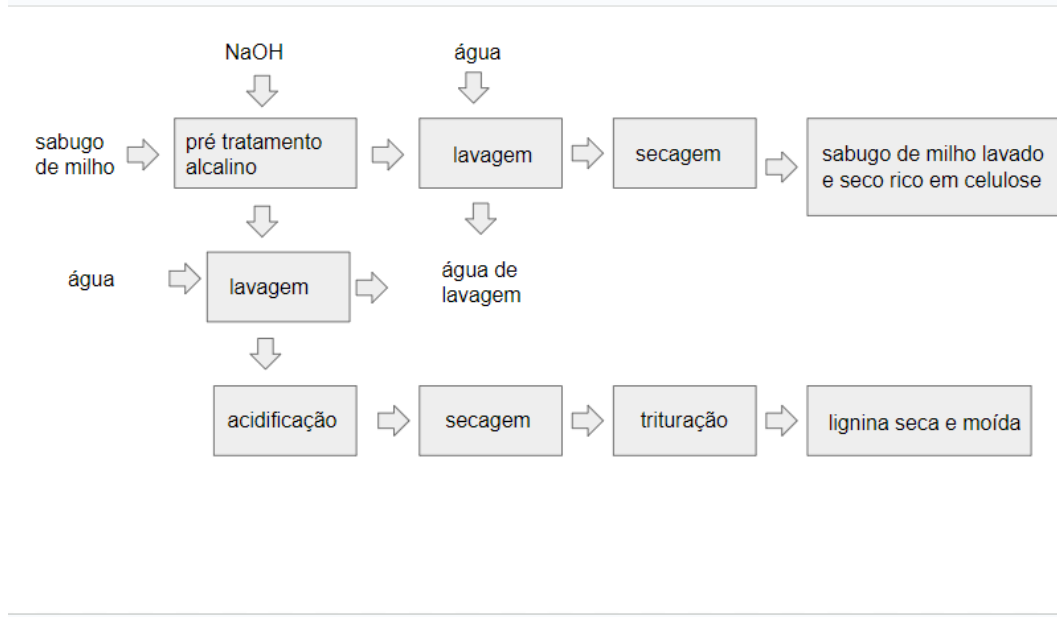 NaOH
água
sabugo
de milho
pré tratamento
alcalino
lavagem
secagem
sabugo de milho lavado
e seco rico em celulose
água
lavagem
água de
lavagem
acidificação
secagem
trituração
lignina seca e moída